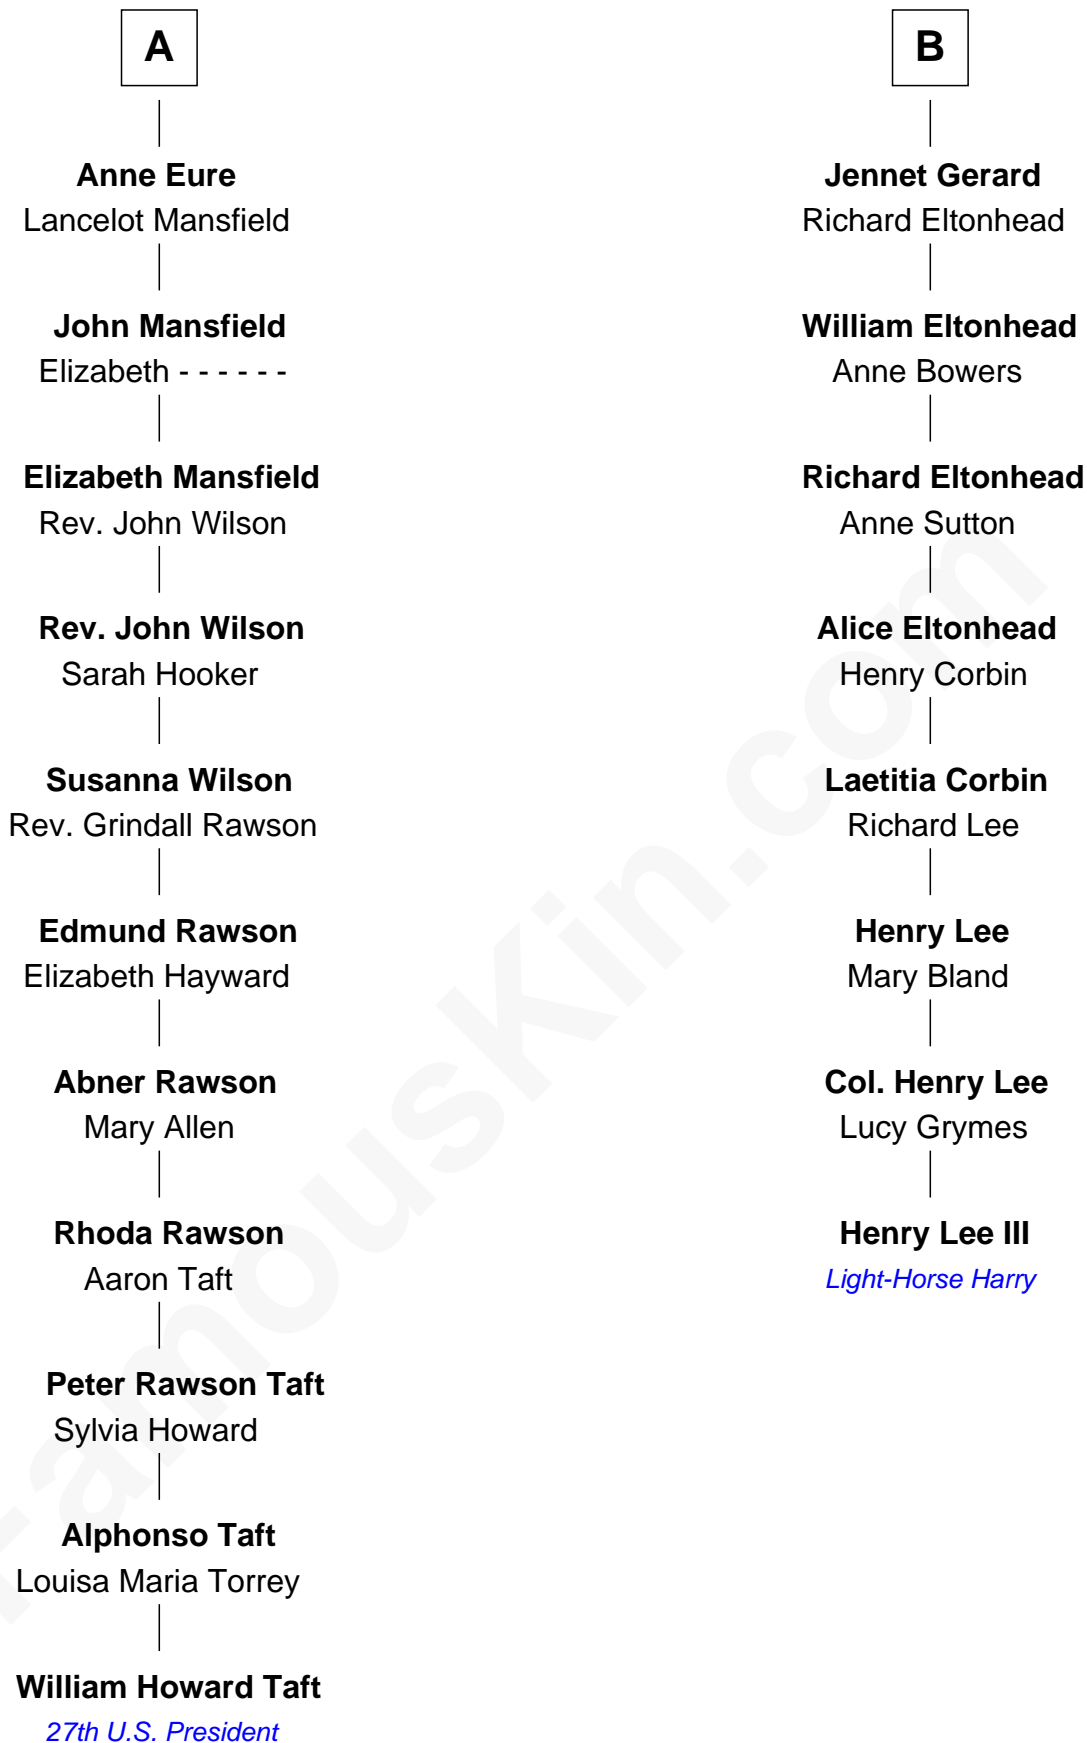 A
Anne Eure
Lancelot Mansfield
John Mansfield
Elizabeth - - - - - -
Elizabeth Mansfield
Rev. John Wilson
Rev. John Wilson
Sarah Hooker
Susanna Wilson
Rev. Grindall Rawson
Edmund Rawson
Elizabeth Hayward
Abner Rawson
Mary Allen
Rhoda Rawson
Aaron Taft
Peter Rawson Taft
Sylvia Howard
Alphonso Taft
Louisa Maria Torrey
William Howard Taft
27th U.S. President
B
Jennet Gerard
Richard Eltonhead
William Eltonhead
Anne Bowers
Richard Eltonhead
Anne Sutton
Alice Eltonhead
Henry Corbin
Laetitia Corbin
Richard Lee
Henry Lee
Mary Bland
Col. Henry Lee
Lucy Grymes
Henry Lee III
Light-Horse Harry
FamousKin.com